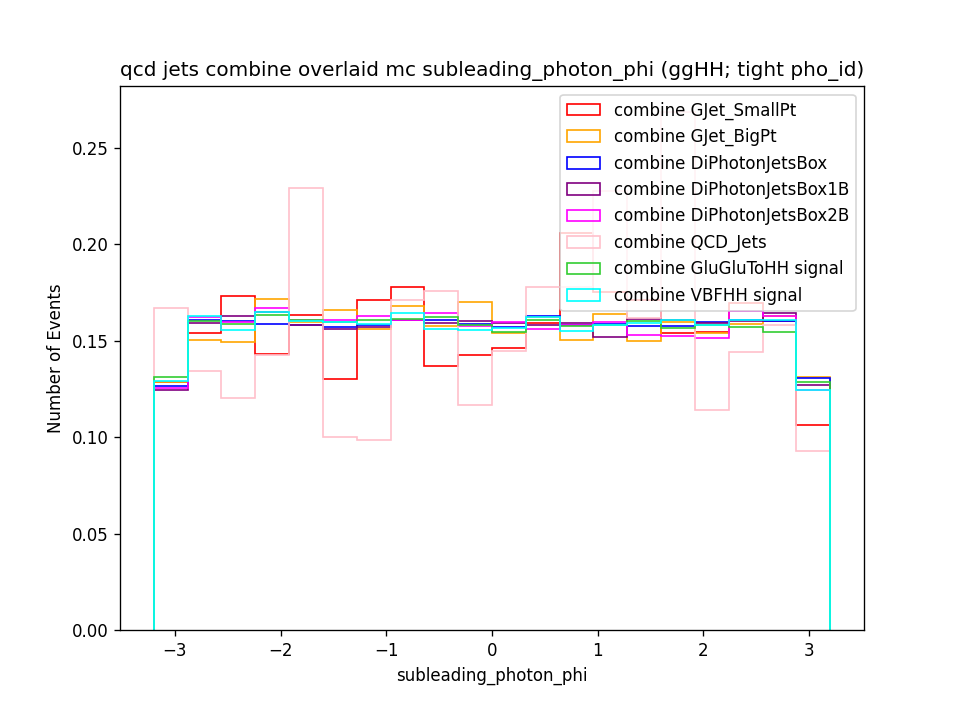 qcd jets combine overlaid mc subleading_photon_phi (ggHH; tight pho_id)
combine GJet_SmallPt
combine GJet_BigPt
combine DiPhotonJetsBox
combine DiPhotonJetsBox1B
combine DiPhotonJetsBox2B
combine QCD_Jets
combine GluGluToHH signal
combine VBFHH signal
Number of Events
0.25
0.20
0.15
0.10
0.05
0.00
−3 −2 −1 0 1 2 3
subleading_photon_phi